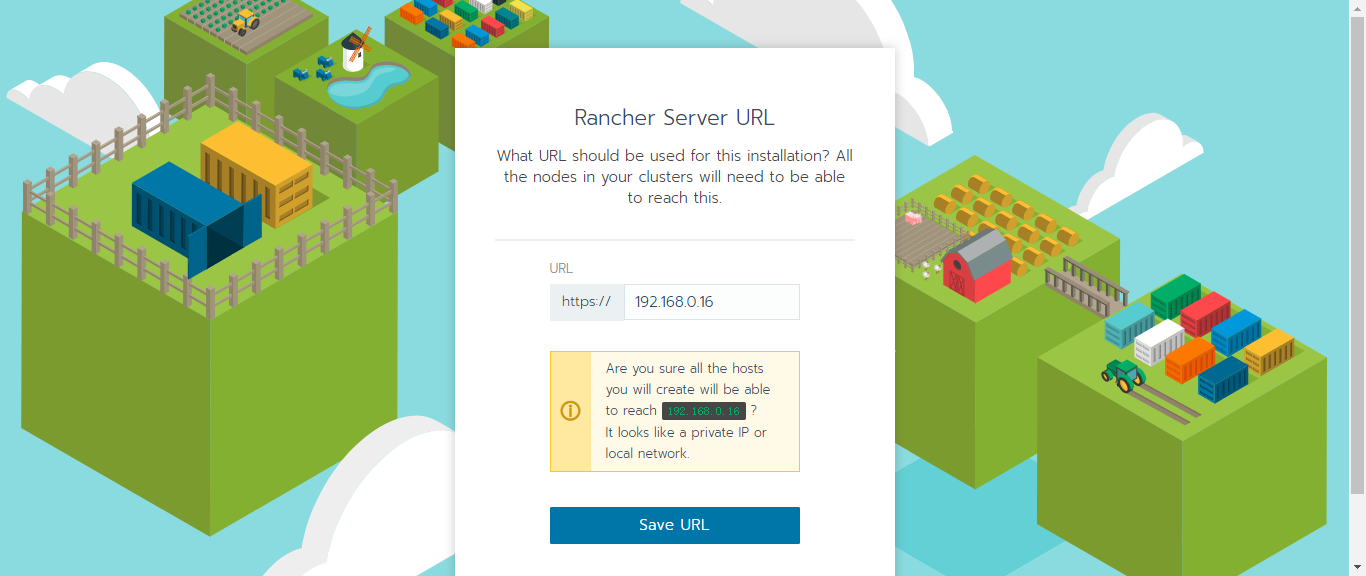 Rancher Server URL
What URL should be used for this installation? All
the nodes in your clusters will need to be able
to reach this.
URL
https://
192.168.0.16
Are you sure all the hosts
you will create will be able
to reach 192.168.0.16 ?
It looks like a private IP or
local network.
Save URL